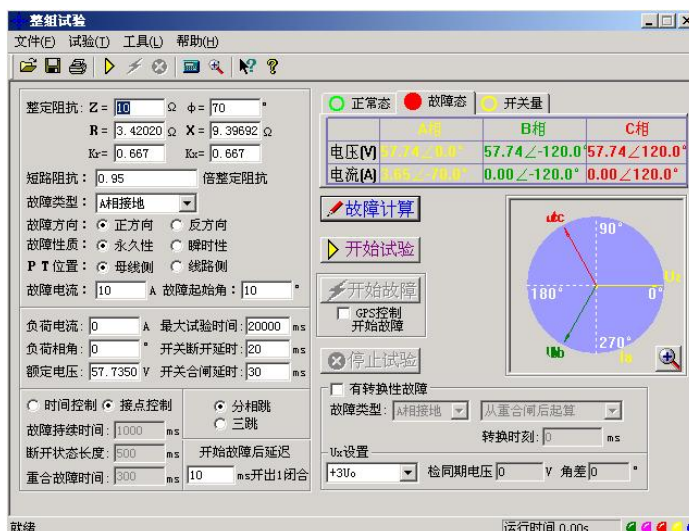 整组试验
文件(F) 试验(T) 工具(L) 帮助(H)
整定阻抗: Z= 10 Ω φ= 70 °
R= 3.42020 Ω X= 9.39692 Ω
Kr= 0.667 Kx= 0.667
短路阻抗: 0.95 倍整定阻抗
故障类型: A相接地
故障方向: 正方向 反方向
故障性质: 永久性 瞬时性
PT位置: 母线侧 线路侧
故障电流: 10 A 故障起始角: 10 °
负荷电流: 0 A 最大试验时间: 20000 ms
负荷相角: 0 ° 开关断开延时: 20 ms
额定电压: 57.7350 V 开关合闸延时: 30 ms
时间控制 接点控制
故障持续时间: 1000 ms
断开状态长度: 500 ms
重合故障时间: 300 ms
分相跳
三跳
开始故障后延迟
10 ms开出1闭合
正常态 故障态 开关量
A相 B相 C相
电压(V) 57.74∠0.0° 57.74∠-120.0° 57.74∠120.0°
电流(A) 3.65∠-70.0° 0.00∠-120.0° 0.00∠120.0°
故障计算
开始试验
开始故障
GPS控制
开始故障
停止试验
90°
180° 0°
270°
有转换性故障
故障类型: A相接地 从重合闸后起算
转换时刻: 0 ms
Ux设置
+3U₀ 检同期电压 0 V 角差 0 °
就绪 运行时间 0.00s